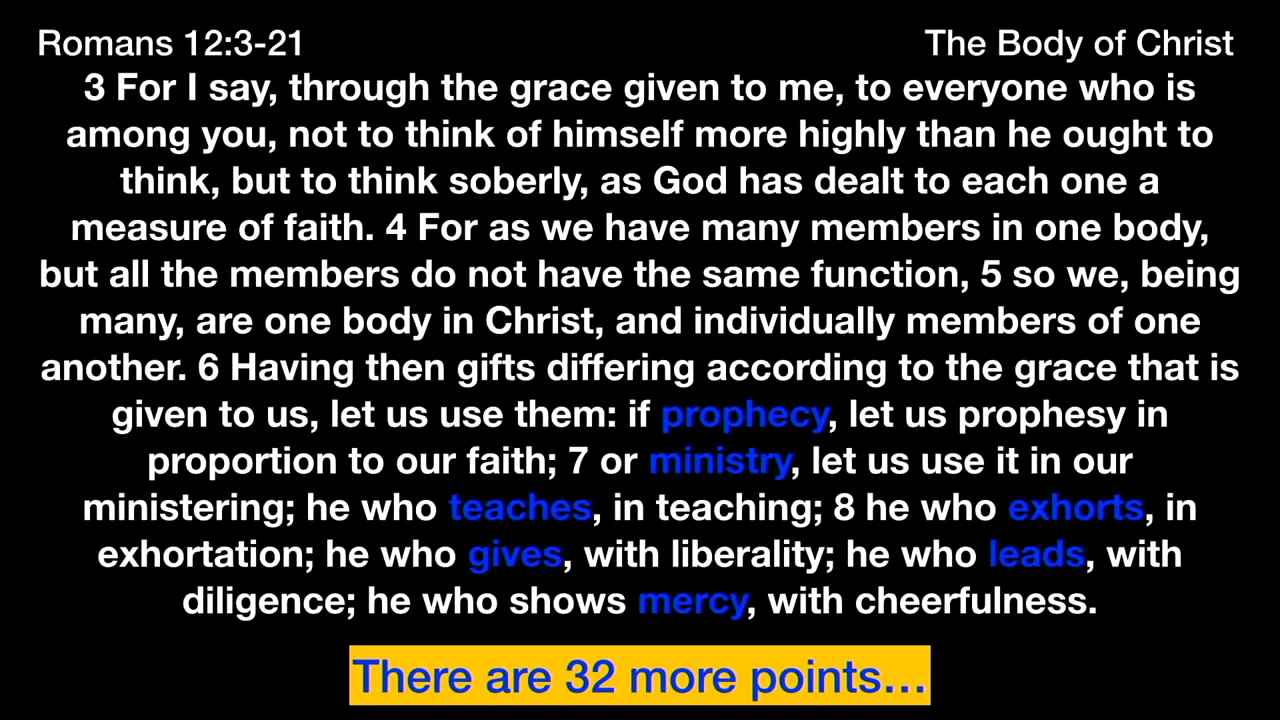 Romans 12:3-21
The Body of Christ
3 For I say, through the grace given to me, to everyone who is
among you, not to think of himself more highly than he ought to
think, but to think soberly, as God has dealt to each one a
measure of faith. 4 For as we have many members in one body,
but all the members do not have the same function, 5 so we, being
many, are one body in Christ, and individually members of one
another. 6 Having then gifts differing according to the grace that is
given to us, let us use them: if prophecy, let us prophesy in
proportion to our faith; 7 or ministry, let us use it in our
ministering; he who teaches, in teaching; 8 he who exhorts, in
exhortation; he who gives, with liberality; he who leads, with
diligence; he who shows mercy, with cheerfulness.
There are 32 more points…